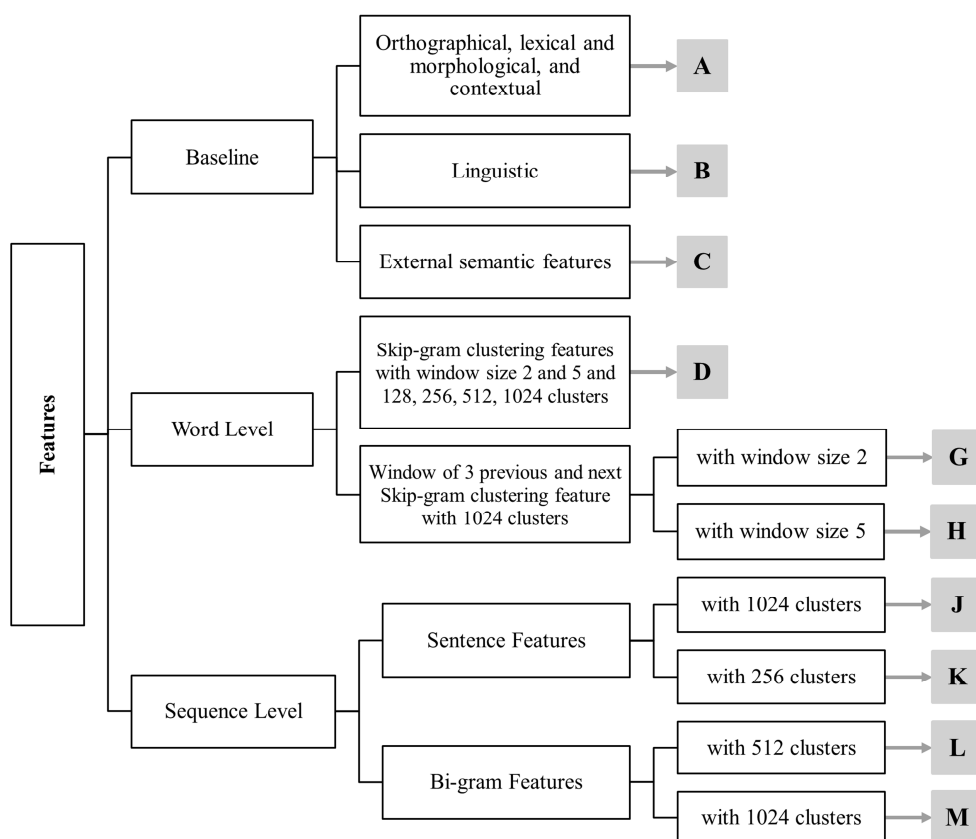 Orthographical, lexical and
morphological, and
contextual
A
Baseline
Linguistic
B
External semantic features
C
Features
Skip-gram clustering features
with window size 2 and 5 and
128, 256, 512, 1024 clusters
D
Word Level
Window of 3 previous and next
Skip-gram clustering feature
with 1024 clusters
with window size 2
G
with window size 5
H
Sequence Level
Sentence Features
with 1024 clusters
J
with 256 clusters
K
Bi-gram Features
with 512 clusters
L
with 1024 clusters
M